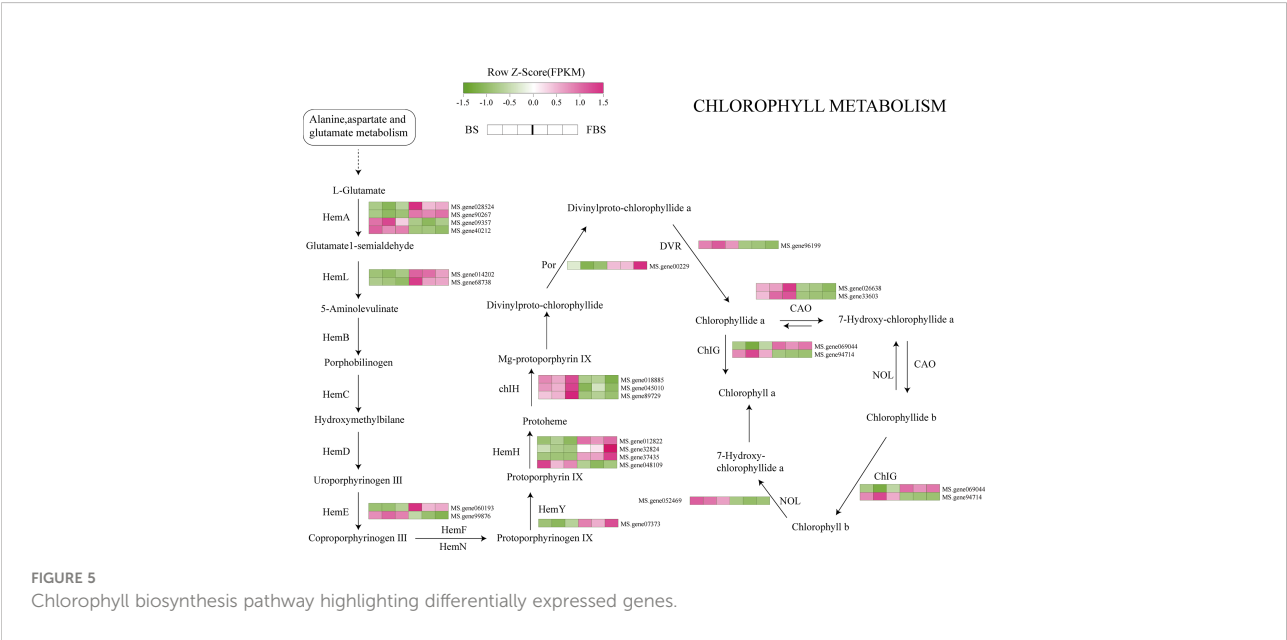 Row Z-Score(FPKM)
-1.5 -1.0 -0.5 0.0 0.5 1.0 1.5
BS FBS
CHLOROPHYLL METABOLISM
Alanine,aspartate and
glutamate metabolism
L-Glutamate
HemA
MS.gene028524
MS.gene90267
MS.gene09357
MS.gene40212
Glutamate1-semialdehyde
HemL
MS.gene014202
MS.gene68738
5-Aminolevulinate
HemB
Porphobilinogen
HemC
Hydroxymethylbilane
HemD
Uroporphyrinogen III
HemE
MS.gene060193
MS.gene99876
Coproporphyrinogen III
HemF
HemN
Protoporphyrinogen IX
HemY
MS.gene07373
Protoporphyrin IX
HemH
MS.gene012822
MS.gene32824
MS.gene37435
MS.gene048109
Protoheme
chlH
MS.gene018885
MS.gene045010
MS.gene89729
Mg-protoporphyrin IX
Divinylproto-chlorophyllide
Por
MS.gene00229
Divinylproto-chlorophyllide a
DVR
MS.gene96199
Chlorophyllide a
MS.gene026638
MS.gene33603
CAO
7-Hydroxy-chlorophyllide a
ChIG
MS.gene069044
MS.gene94714
Chlorophyll a
NOL
CAO
Chlorophyllide b
ChIG
MS.gene069044
MS.gene94714
Chlorophyll b
NOL
MS.gene052469
7-Hydroxy-
chlorophyllide a
FIGURE 5
Chlorophyll biosynthesis pathway highlighting differentially expressed genes.